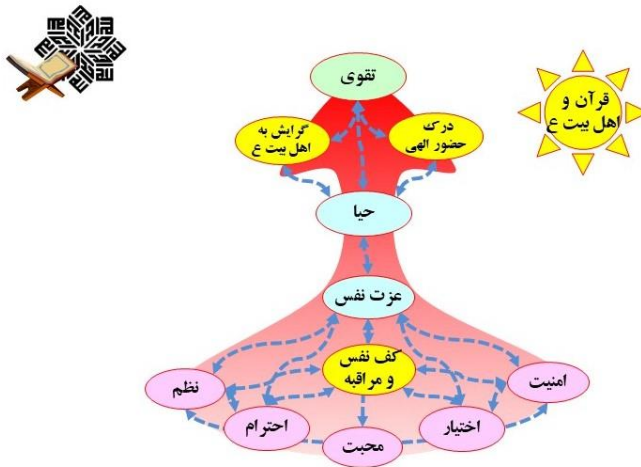 تقوی
درک
حضور الهی
گرایش به
اهل بیت ع
قرآن و
اهل بیت ع
حیا
عزت نفس
کف نفس
و مراقبه
امنیت
نظم
اختیار
احترام
محبت